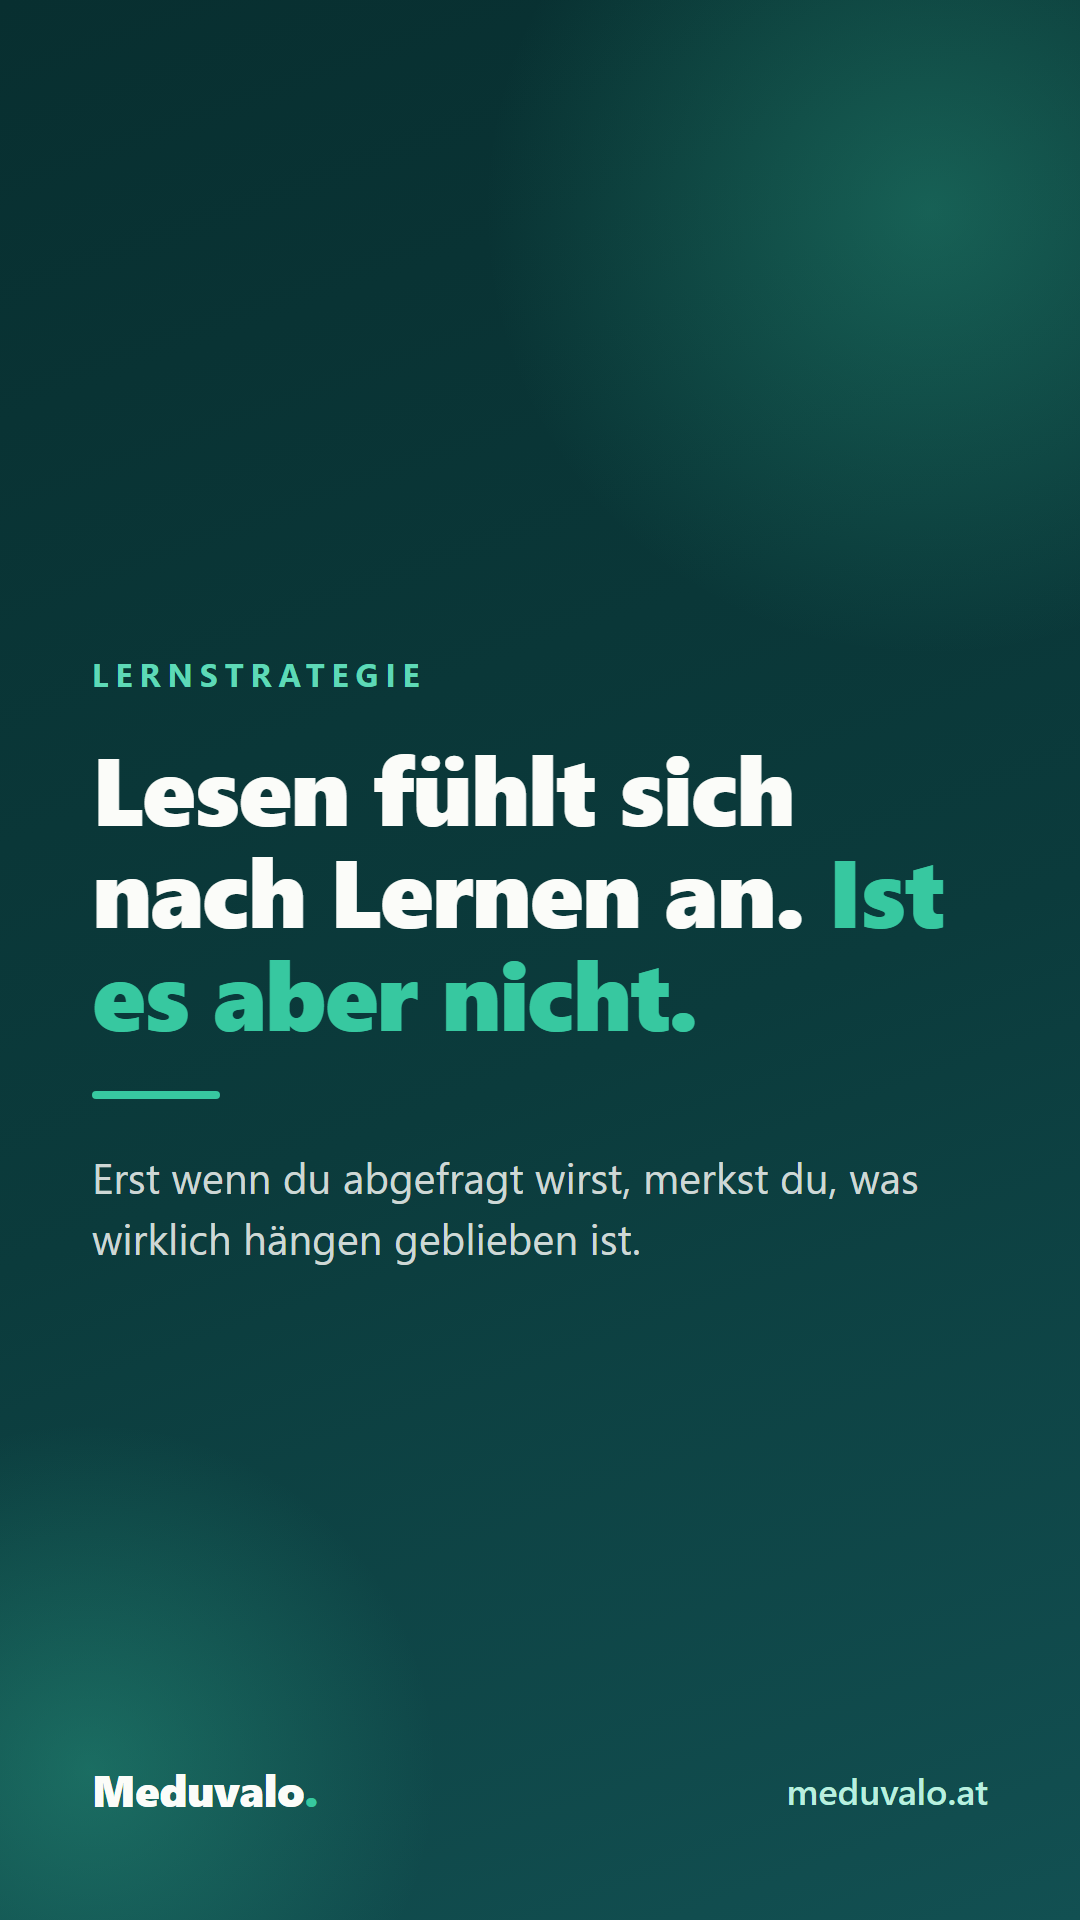 LERNSTRATEGIE
Lesen fühlt sich
nach Lernen an. Ist
es aber nicht.
Erst wenn du abgefragt wirst, merkst du, was
wirklich hängen geblieben ist.
Meduvalo.
meduvalo.at